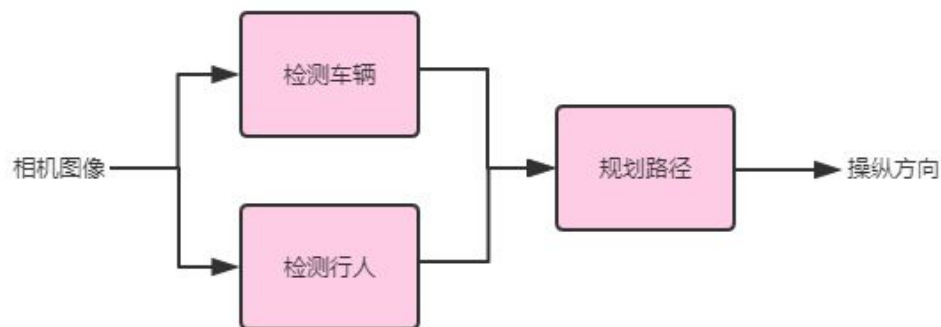 检测车辆
相机图像
规划路径
操纵方向
检测行人